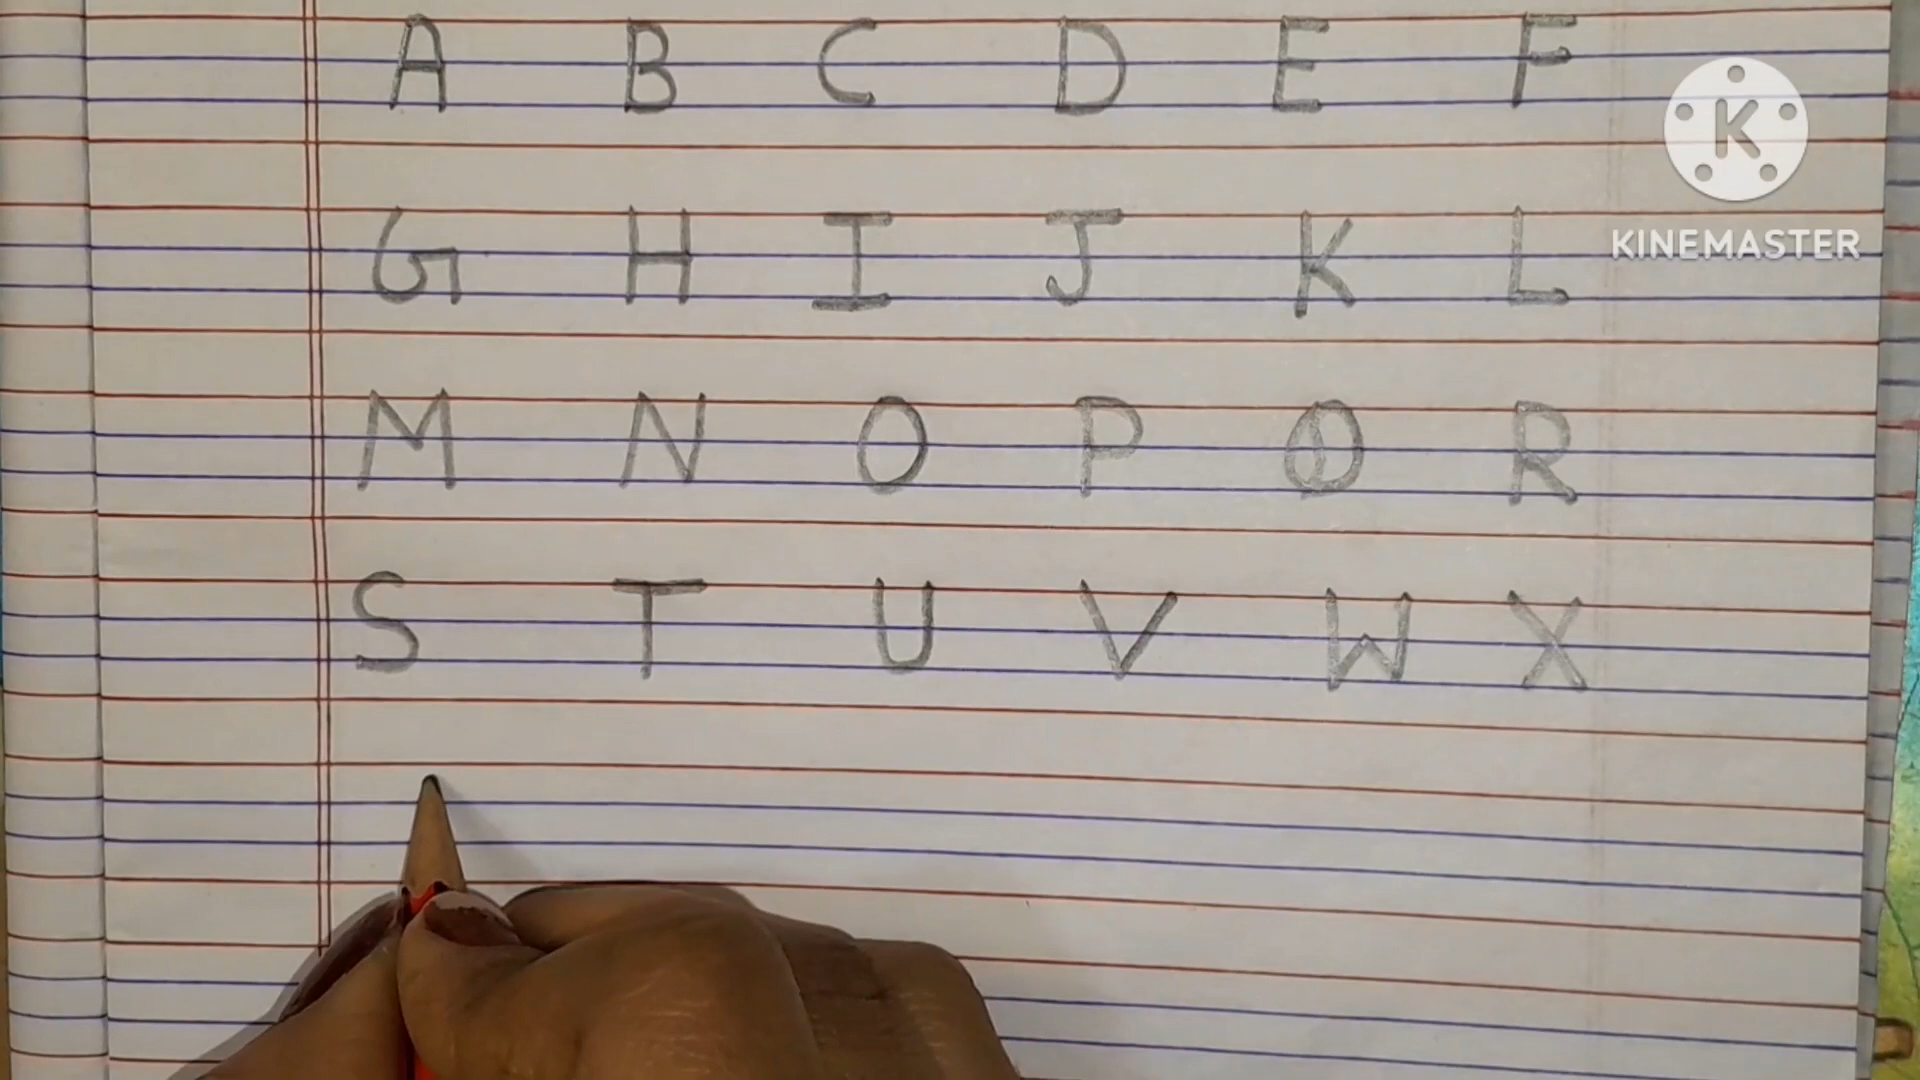 A B C D E F
K
KINEMASTER
G H I J K L
M N O P Q R
S T U V W X